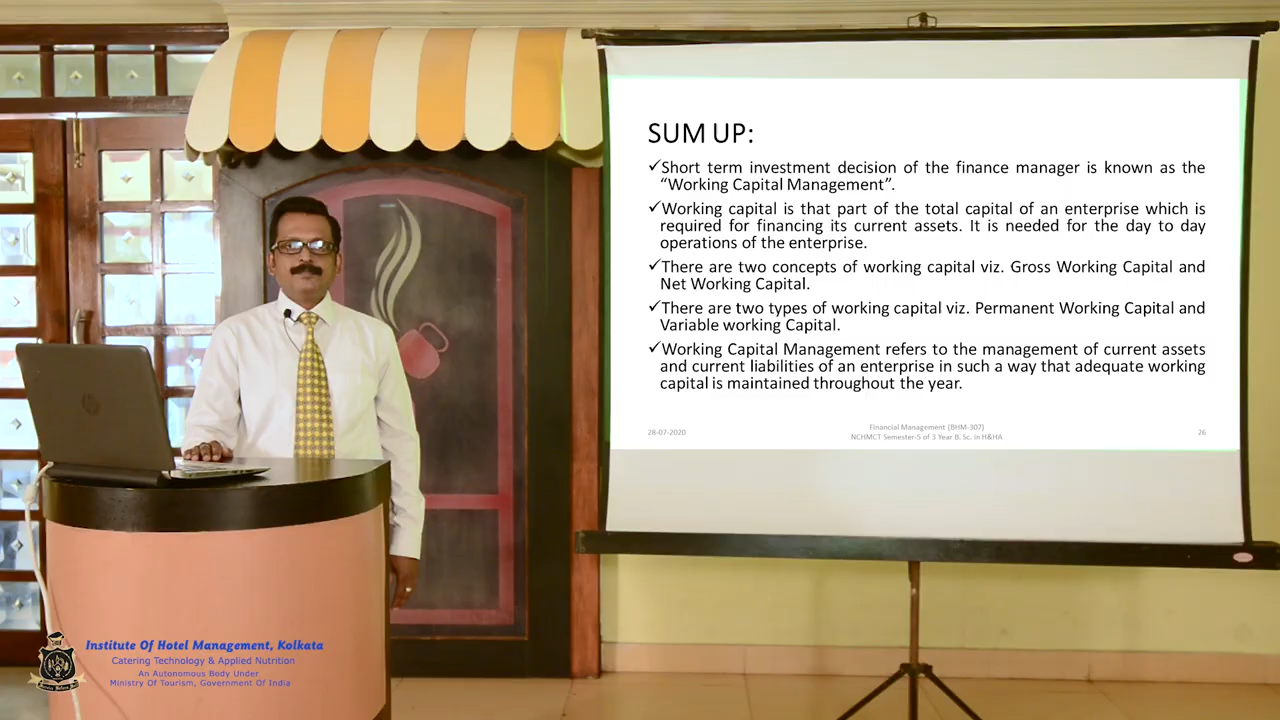 SUM UP:
✓Short term investment decision of the finance manager is known as the
“Working Capital Management”.
✓Working capital is that part of the total capital of an enterprise which is
required for financing its current assets. It is needed for the day to day
operations of the enterprise.
✓There are two concepts of working capital viz. Gross Working Capital and
Net Working Capital.
✓There are two types of working capital viz. Permanent Working Capital and
Variable working Capital.
✓Working Capital Management refers to the management of current assets
and current liabilities of an enterprise in such a way that adequate working
capital is maintained throughout the year.
28-07-2020
Financial Management (BHM-307)
NCHMCT Semester-5 of 3 Year B. Sc. in H&HA
26
Institute Of Hotel Management, Kolkata
Catering Technology & Applied Nutrition
An Autonomous Body Under
Ministry Of Tourism, Government Of India